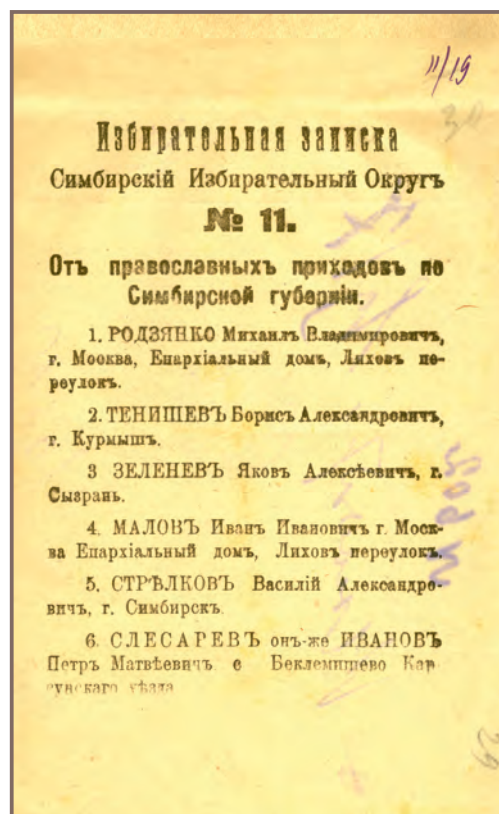 11/19
30
Избирательная записка
Симбирскій Избирательный Округъ
№ 11.
Отъ православныхъ приходовъ по
Симбирской губерніи.
1. РОДЗЯНКО Михаилъ Владимировичъ,
г. Москва, Епархіальный домъ, Лиховъ пе-
реулокъ.
2. ТЕНИШЕВЪ Борисъ Александровичъ,
г. Курмышъ.
3 ЗЕЛЕНЕВЪ Яковъ Алексѣевичъ, г.
Сызрань.
4. МАЛОВЪ Иванъ Ивановичъ г. Моск-
ва Епархіальный домъ, Лиховъ переулокъ.
5. СТРѢЛКОВЪ Василій Александро-
вичъ, г. Симбирскъ.
6. СЛЕСАРЕВЪ онъ-же ИВАНОВЪ
Петръ Матвѣевичъ с Беклемишево Кар
сунскаго уѣзда